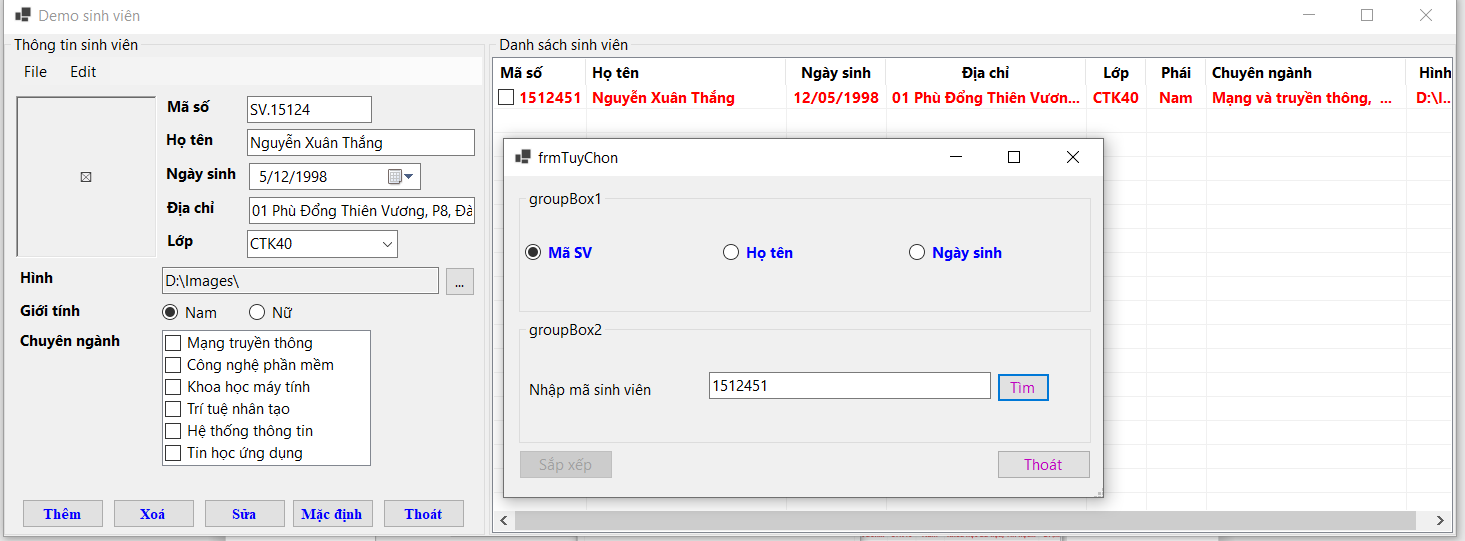 Demo sinh viên
Thông tin sinh viên
File Edit
Mã số SV.15124
Họ tên Nguyễn Xuân Thắng
Ngày sinh 5/12/1998
Địa chỉ 01 Phù Đổng Thiên Vương, P8, Đà
Lớp CTK40
Hình D:\Images\ ...
Giới tính Nam Nữ
Chuyên ngành Mạng truyền thông
Công nghệ phần mềm
Khoa học máy tính
Trí tuệ nhân tạo
Hệ thống thông tin
Tin học ứng dụng
Thêm Xoá Sửa Mặc định Thoát
Danh sách sinh viên
Mã số Họ tên Ngày sinh Địa chỉ Lớp Phái Chuyên ngành Hình
1512451 Nguyễn Xuân Thắng 12/05/1998 01 Phù Đổng Thiên Vươn... CTK40 Nam Mạng và truyền thông, ... D:\I...
frmTuyChon
groupBox1
Mã SV Họ tên Ngày sinh
groupBox2
Nhập mã sinh viên 1512451 Tìm
Sắp xếp Thoát